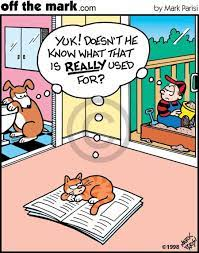 off the mark.com
by Mark Parisi
YUK! DOESN'T HE
KNOW WHAT THAT
IS REALLY USED
FOR?
©1998